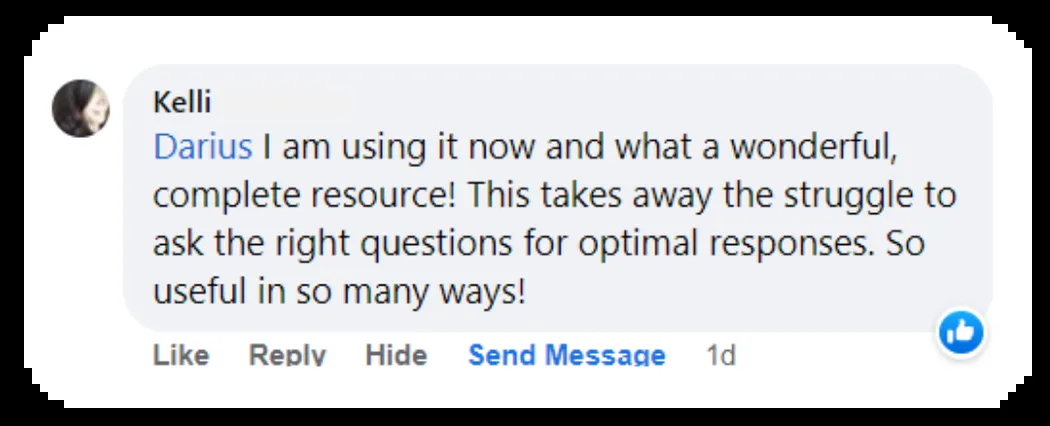 Kelli
Darius I am using it now and what a wonderful,
complete resource! This takes away the struggle to
ask the right questions for optimal responses. So
useful in so many ways!
Like Reply Hide Send Message 1d